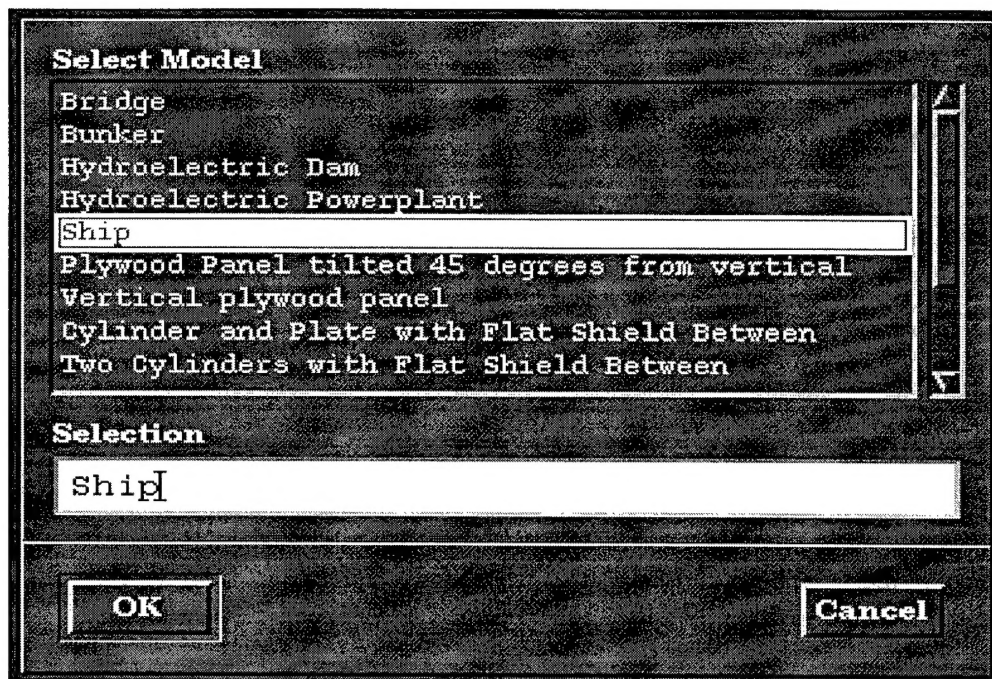 Select Model
Bridge
Bunker
Hydroelectric Dam
Hydroelectric Powerplant
Ship
Plywood Panel tilted 45 degrees from vertical
Vertical plywood panel
Cylinder and Plate with Flat Shield Between
Two Cylinders with Flat Shield Between
Selection
Ship
OK
Cancel